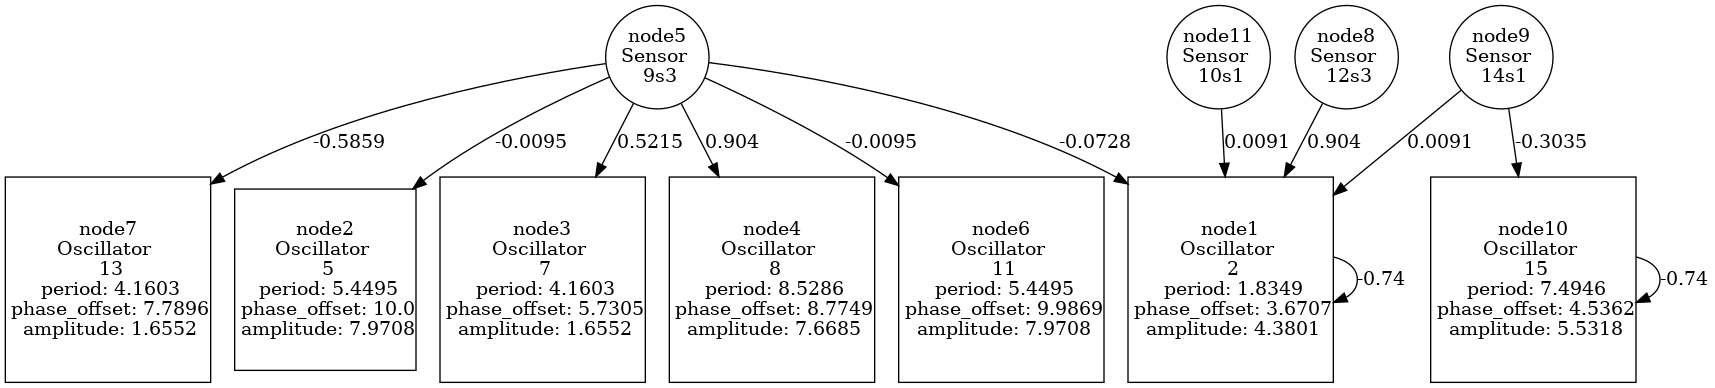 node5
Sensor
9s3
node11
Sensor
10s1
node8
Sensor
12s3
node9
Sensor
14s1
-0.5859
-0.0095
0.5215
0.904
-0.0095
-0.0728
0.0091
0.904
0.0091
-0.3035
node7
Oscillator
13
period: 4.1603
phase_offset: 7.7896
amplitude: 1.6552
node2
Oscillator
5
period: 5.4495
phase_offset: 10.0
amplitude: 7.9708
node3
Oscillator
7
period: 4.1603
phase_offset: 5.7305
amplitude: 1.6552
node4
Oscillator
8
period: 8.5286
phase_offset: 8.7749
amplitude: 7.6685
node6
Oscillator
11
period: 5.4495
phase_offset: 9.9869
amplitude: 7.9708
node1
Oscillator
2
period: 1.8349
phase_offset: 3.6707
amplitude: 4.3801
-0.74
node10
Oscillator
15
period: 7.4946
phase_offset: 4.5362
amplitude: 5.5318
-0.74